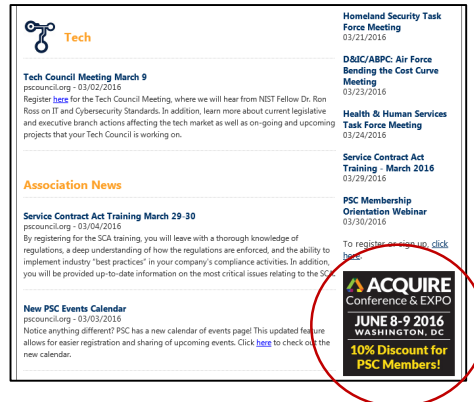 Tech
Tech Council Meeting March 9
pscouncil.org - 03/02/2016
Register here for the Tech Council Meeting, where we will hear from NIST Fellow Dr. Ron
Ross on IT and Cybersecurity Standards. In addition, learn more about current legislative
and executive branch actions affecting the tech market as well as on-going and upcoming
projects that your Tech Council is working on.
Association News
Service Contract Act Training March 29-30
pscouncil.org - 03/04/2016
By registering for the SCA training, you will leave with a thorough knowledge of
regulations, a deep understanding of how the regulations are enforced, and the ability to
implement industry "best practices" in your company's compliance activities. In addition,
you will be provided up-to-date information on the most critical issues relating to the SCA.
New PSC Events Calendar
pscouncil.org - 03/03/2016
Notice anything different? PSC has a new calendar of events page! This updated feature
allows for easier registration and sharing of upcoming events. Click here to check out the
new calendar.
Homeland Security Task
Force Meeting
03/21/2016
D&IC/ABPC: Air Force
Bending the Cost Curve
Meeting
03/23/2016
Health & Human Services
Task Force Meeting
03/24/2016
Service Contract Act
Training - March 2016
03/29/2016
PSC Membership
Orientation Webinar
03/30/2016
To register or sign up, click
here.
ACQUIRE
Conference & EXPO
JUNE 8-9 2016
WASHINGTON, DC
10% Discount for
PSC Members!